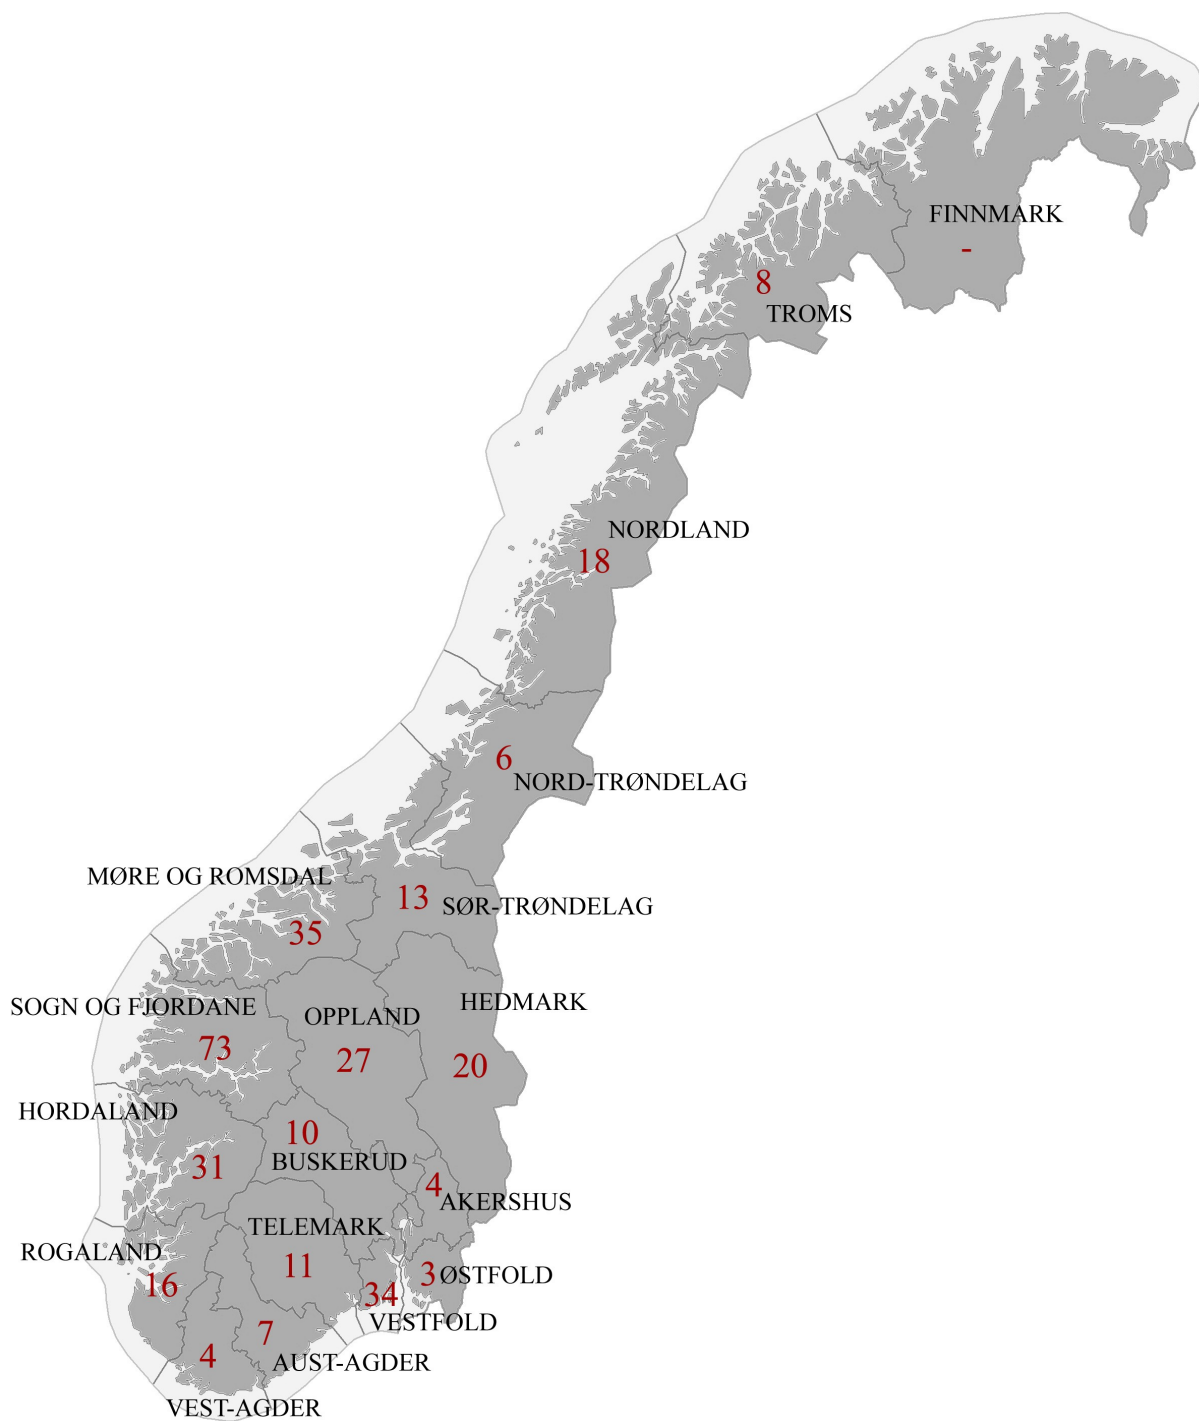 FINNMARK
-
8
TROMS
NORDLAND
18
6
NORD-TRØNDELAG
MØRE OG ROMSDAL
35
13
SØR-TRØNDELAG
SOGN OG FJORDANE
73
OPPLAND
27
HEDMARK
20
HORDALAND
31
10
BUSKERUD
4
AKERSHUS
ROGALAND
16
TELEMARK
11
34
VESTFOLD
3
ØSTFOLD
7
AUST-AGDER
4
VEST-AGDER